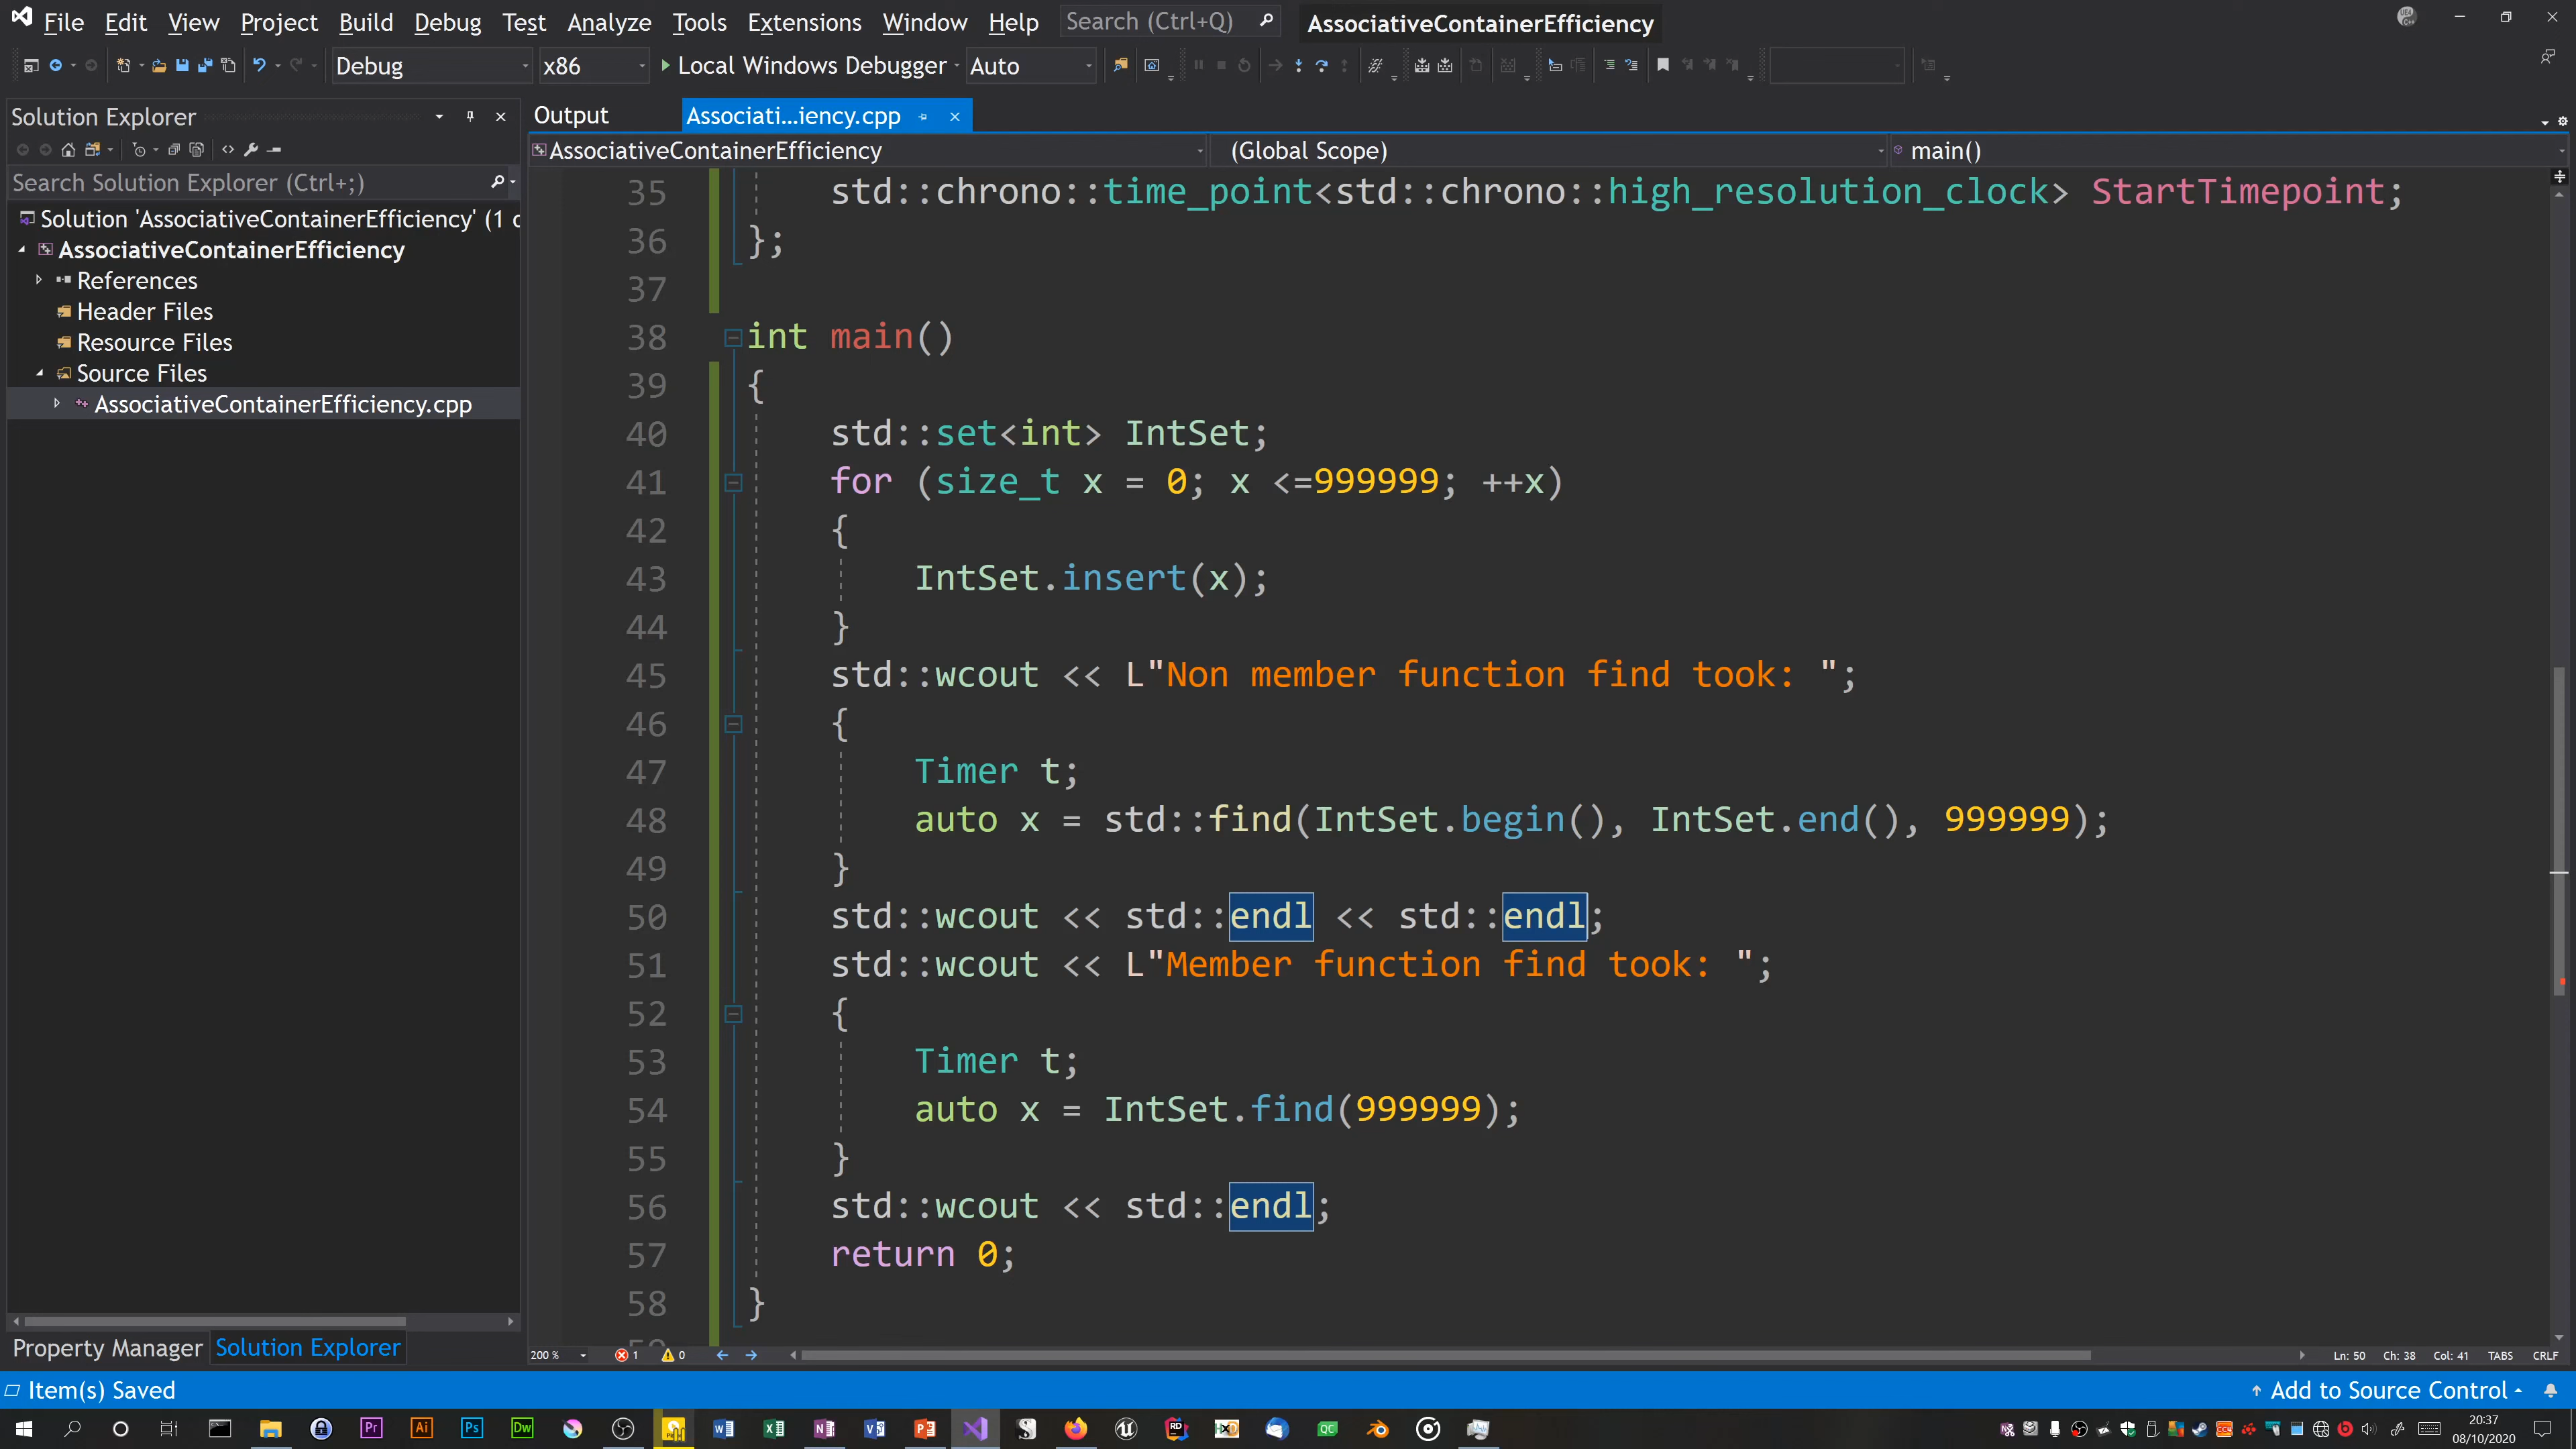 File Edit View Project Build Debug Test Analyze Tools Extensions Window Help Search (Ctrl+Q) AssociativeContainerEfficiency
Debug x86 Local Windows Debugger Auto
Solution Explorer
Output Associati...iency.cpp
AssociativeContainerEfficiency (Global Scope) main()
Search Solution Explorer (Ctrl+;)
Solution 'AssociativeContainerEfficiency' (1 c
AssociativeContainerEfficiency
References
Header Files
Resource Files
Source Files
AssociativeContainerEfficiency.cpp
35 std::chrono::time_point<std::chrono::high_resolution_clock> StartTimepoint;
36 };
37
38 int main()
39 {
40 std::set<int> IntSet;
41 for (size_t x = 0; x <=999999; ++x)
42 {
43 IntSet.insert(x);
44 }
45 std::wcout << L"Non member function find took: ";
46 {
47 Timer t;
48 auto x = std::find(IntSet.begin(), IntSet.end(), 999999);
49 }
50 std::wcout << std::endl << std::endl;
51 std::wcout << L"Member function find took: ";
52 {
53 Timer t;
54 auto x = IntSet.find(999999);
55 }
56 std::wcout << std::endl;
57 return 0;
58 }
Property Manager Solution Explorer
200 % 1 0 Ln: 50 Ch: 38 Col: 41 TABS CRLF
Item(s) Saved Add to Source Control
20:37
08/10/2020